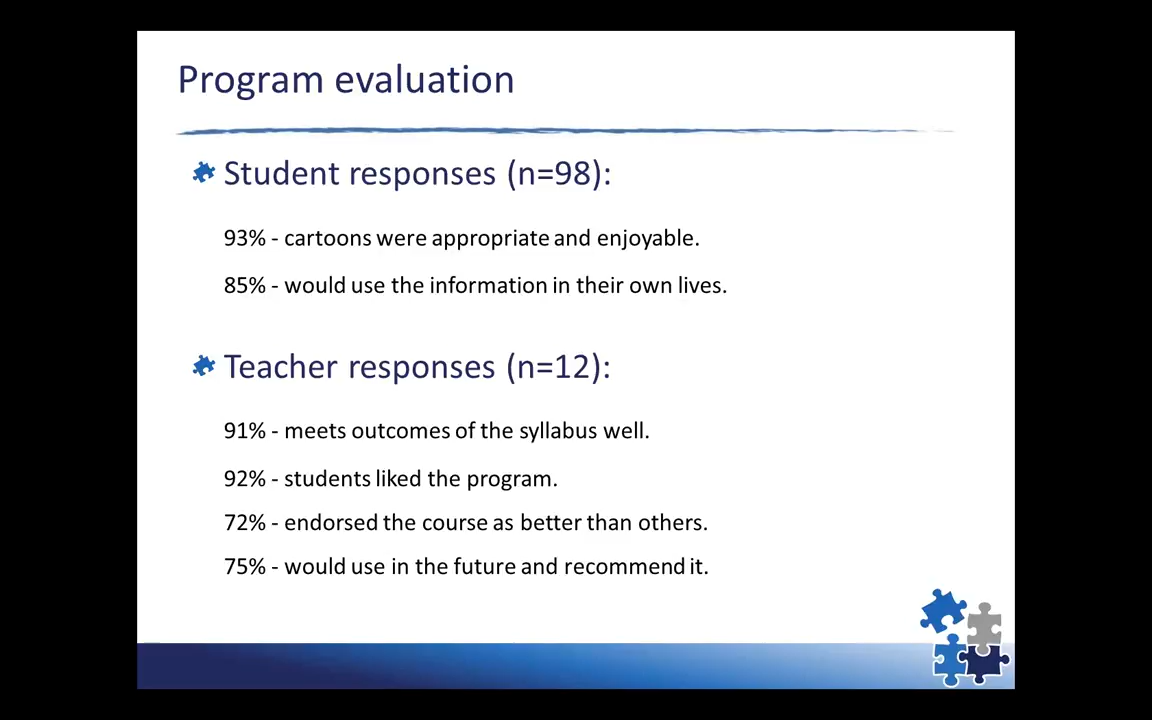 Program evaluation
Student responses (n=98):
93% - cartoons were appropriate and enjoyable.
85% - would use the information in their own lives.
Teacher responses (n=12):
91% - meets outcomes of the syllabus well.
92% - students liked the program.
72% - endorsed the course as better than others.
75% - would use in the future and recommend it.